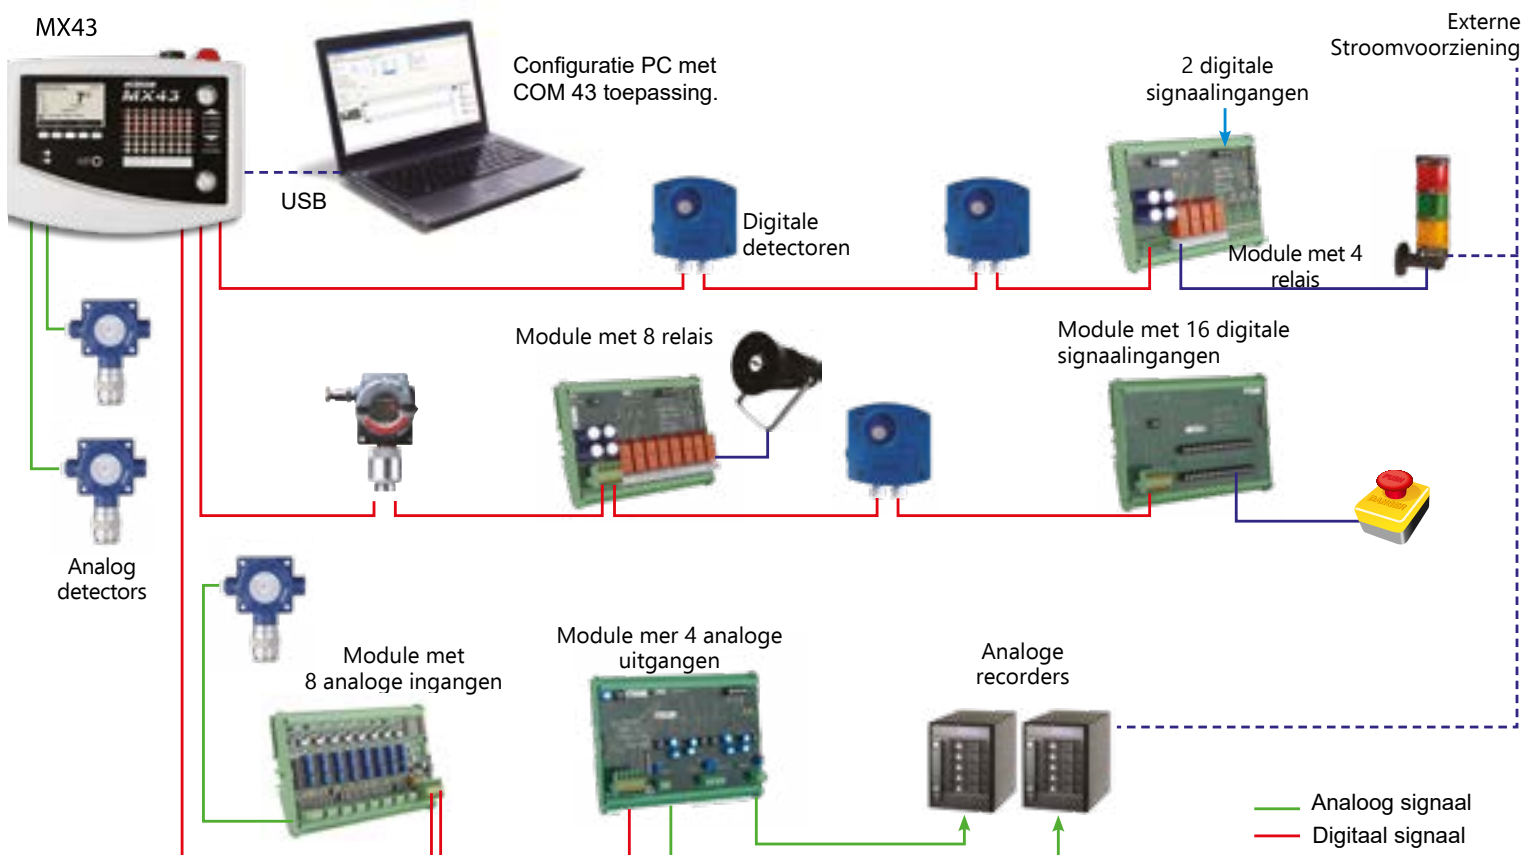 MX43
Externe
Stroomvoorziening
Configuratie PC met
COM 43 toepassing.
2 digitale
signaalingangen
MX43
USB
Digitale
detectoren
Module met 4
relais
Module met 8 relais
Module met 16 digitale
signaalingangen
Analog
detectors
Module met
8 analoge ingangen
Module mer 4 analoge
uitgangen
Analoge
recorders
Analoog signaal
Digitaal signaal